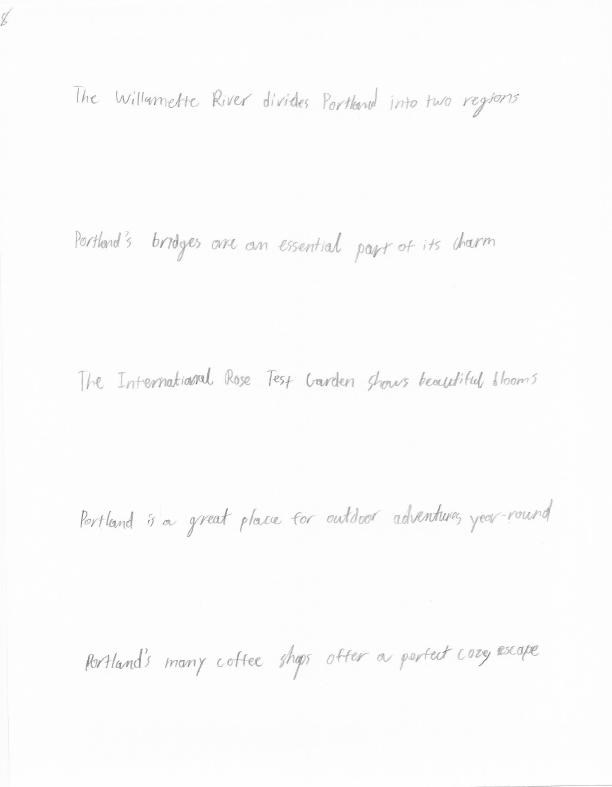 8
The Willamette River divides Portland into two regions
Portland's bridges are an essential part of its charm
The International Rose Test Garden shows beautiful blooms
Portland is a great place for outdoor adventures year-round
Portland's many coffee shops offer a perfect cozy escape